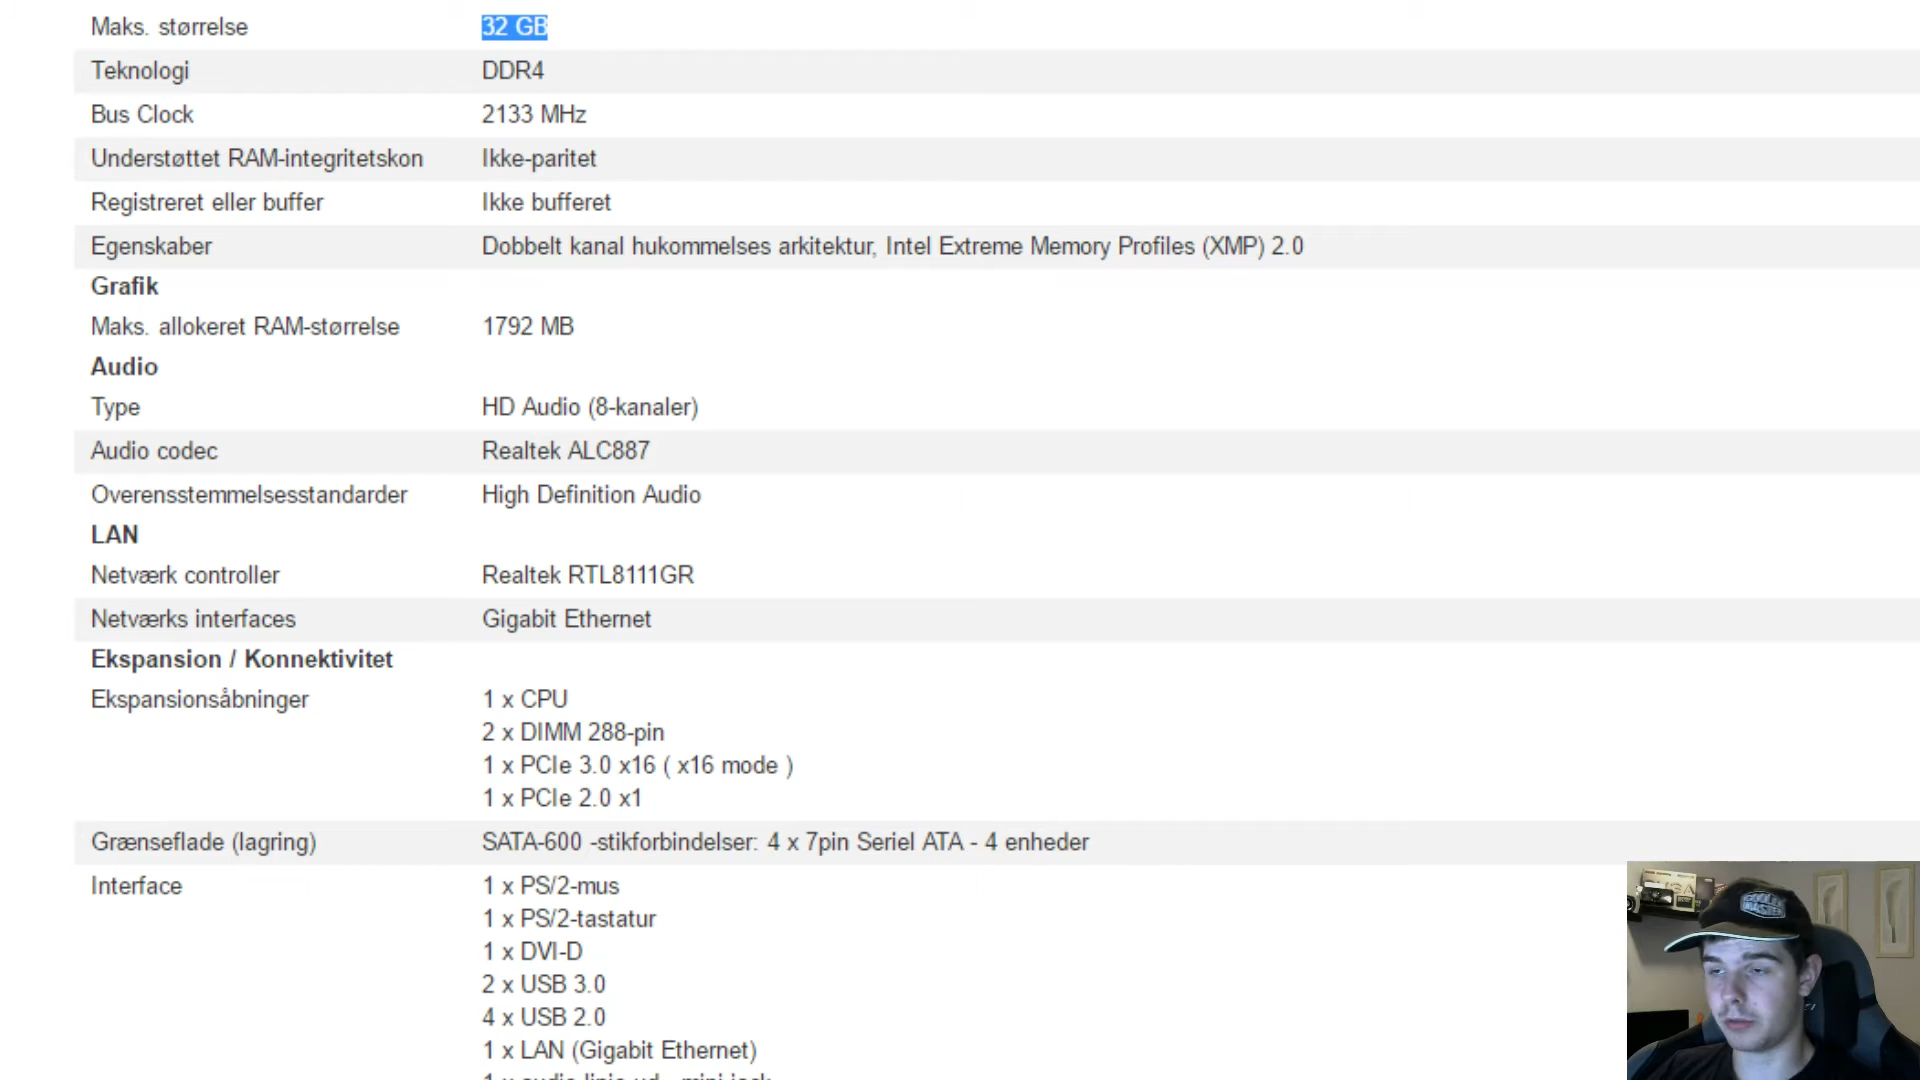 Maks. størrelse 32 GB
Teknologi DDR4
Bus Clock 2133 MHz
Understøttet RAM-integritetskon Ikke-paritet
Registreret eller buffer Ikke bufferet
Egenskaber Dobbelt kanal hukommelses arkitektur, Intel Extreme Memory Profiles (XMP) 2.0
Grafik
Maks. allokeret RAM-størrelse 1792 MB
Audio
Type HD Audio (8-kanaler)
Audio codec Realtek ALC887
Overensstemmelsesstandarder High Definition Audio
LAN
Netværk controller Realtek RTL8111GR
Netværks interfaces Gigabit Ethernet
Ekspansion / Konnektivitet
Ekspansionsåbninger 1 x CPU
2 x DIMM 288-pin
1 x PCIe 3.0 x16 ( x16 mode )
1 x PCIe 2.0 x1
Grænseflade (lagring) SATA-600 -stikforbindelser: 4 x 7pin Seriel ATA - 4 enheder
Interface 1 x PS/2-mus
1 x PS/2-tastatur
1 x DVI-D
2 x USB 3.0
4 x USB 2.0
1 x LAN (Gigabit Ethernet)